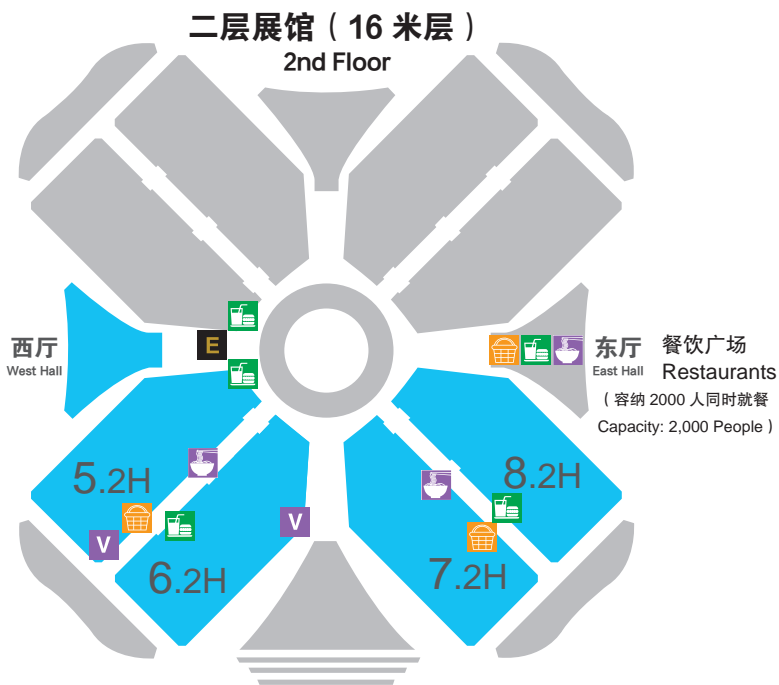 二层展馆（16 米层）
2nd Floor
E
西厅
West Hall
东厅
East Hall
餐饮广场
Restaurants
（容纳 2000 人同时就餐
Capacity: 2,000 People）
5.2H
8.2H
V
V
6.2H
7.2H